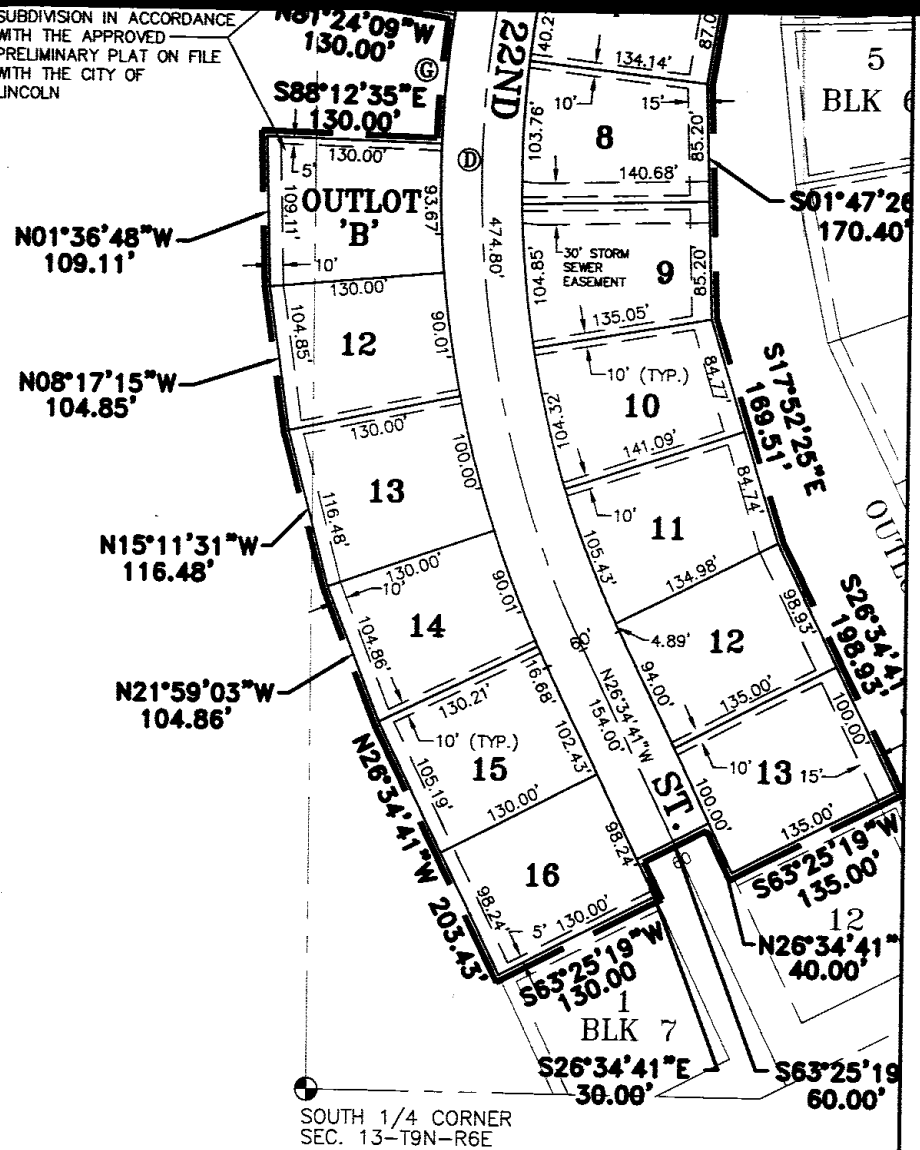 SUBDIVISION IN ACCORDANCE
WITH THE APPROVED
PRELIMINARY PLAT ON FILE
WITH THE CITY OF
LINCOLN
N81°24'09"W
130.00'
G
S88°12'35"E
130.00'
130.00'
5'
OUTLOT
'B'
109.11'
93.67'
10'
130.00'
N01°36'48"W
109.11'
D
22ND
474.80'
134.14'
87.0
10'
15'
8
103.76'
85.20'
140.68'
5
BLK 6
S01°47'26
170.40'
30' STORM
SEWER
EASEMENT
9
104.85'
85.20'
135.05'
N08°17'15"W
104.85'
104.85'
12
90.01'
130.00'
10' (TYP.)
10
104.32'
84.77'
141.09'
S17°52'25"E
169.51'
13
100.00'
116.48'
130.00'
N15°11'31"W
116.48'
10'
11
105.43'
84.74'
134.98'
OUTL
10'
14
90.01'
104.86'
130.21'
N21°59'03"W
104.86'
60'
4.89'
12
94.00'
98.93'
135.00'
S26°34'41
198.93'
N26°34'41"W
154.00'
16.68'
10' (TYP.)
15
102.43'
105.19'
130.00'
N26°34'41"W 203.43'
ST.
10'
13
15'
100.00'
100.00'
135.00'
S63°25'19"W
135.00'
16
98.24'
98.24'
5'
130.00'
60
S63°25'19"W
130.00
12
N26°34'41"
40.00'
1
BLK 7
S26°34'41"E
30.00'
S63°25'19
60.00'
SOUTH 1/4 CORNER
SEC. 13-T9N-R6E